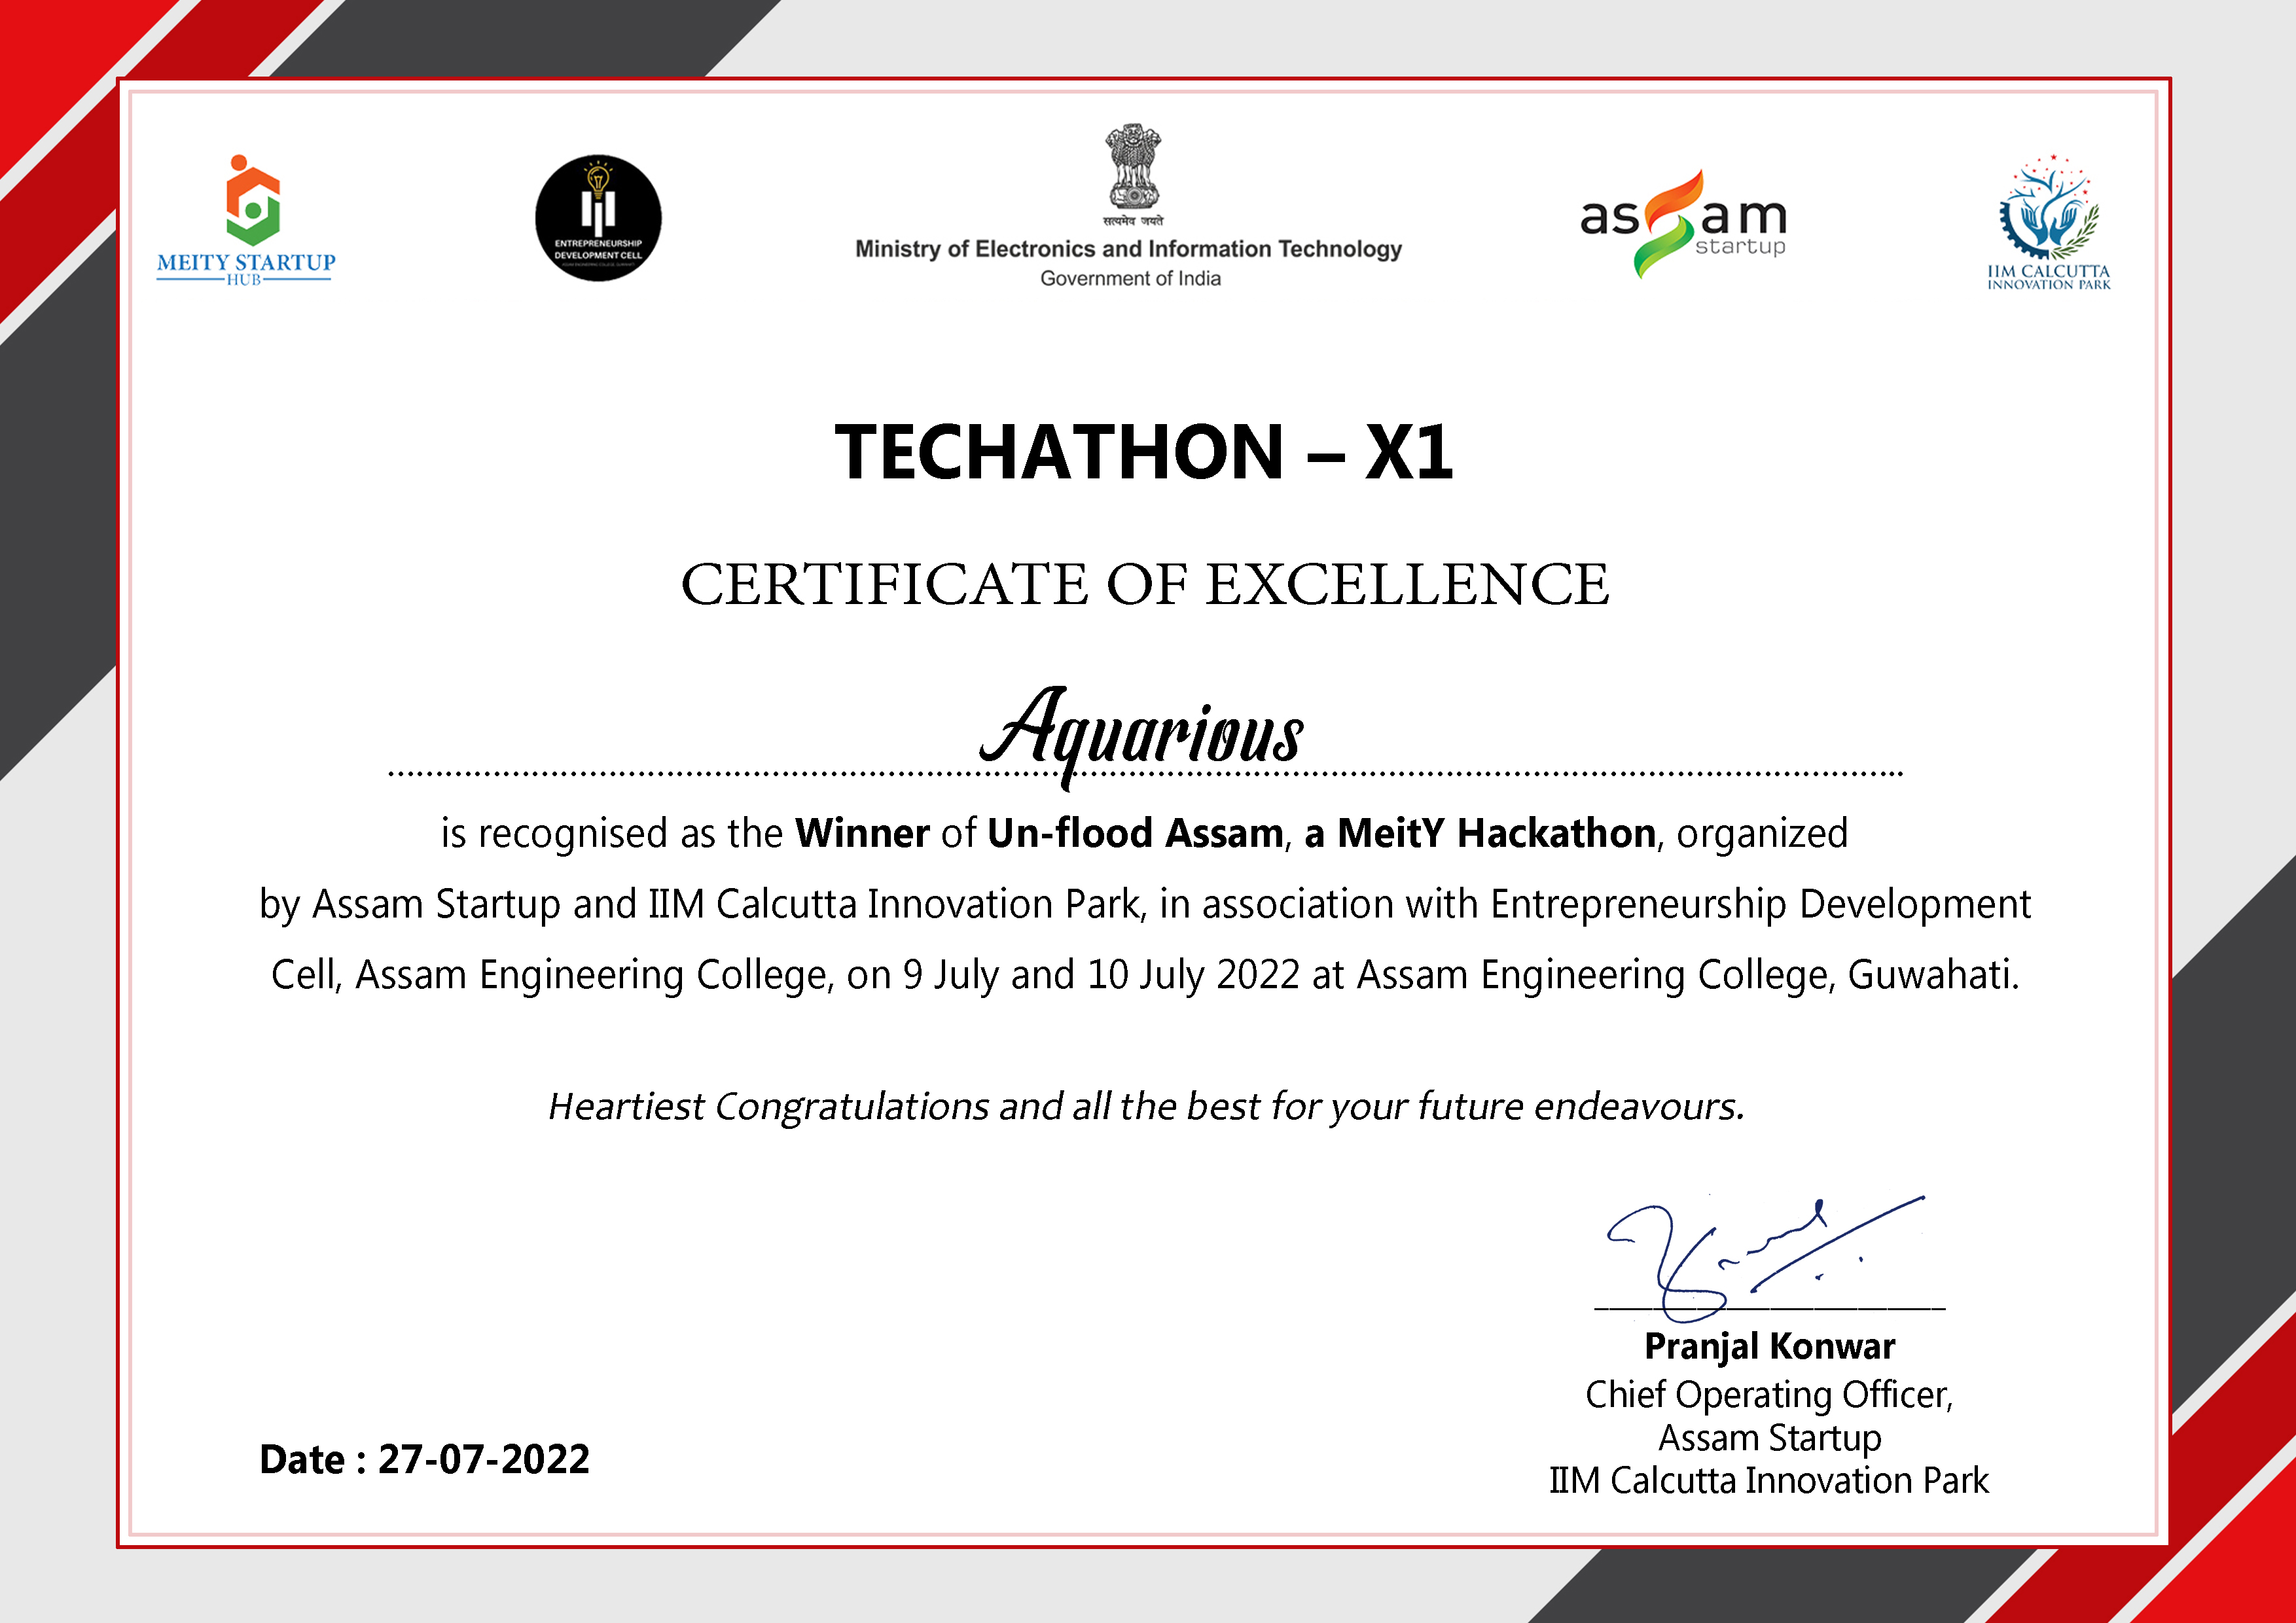 MEITY STARTUP
HUB
ENTREPRENEURSHIP
DEVELOPMENT CELL
सत्यमेव जयते
Ministry of Electronics and Information Technology
Government of India
assam
startup
IIM CALCUTTA
INNOVATION PARK
TECHATHON – X1
CERTIFICATE OF EXCELLENCE
Aquarious
is recognised as the Winner of Un-flood Assam, a MeitY Hackathon, organized
by Assam Startup and IIM Calcutta Innovation Park, in association with Entrepreneurship Development
Cell, Assam Engineering College, on 9 July and 10 July 2022 at Assam Engineering College, Guwahati.
Heartiest Congratulations and all the best for your future endeavours.
Pranjal Konwar
Chief Operating Officer,
Assam Startup
IIM Calcutta Innovation Park
Date : 27-07-2022